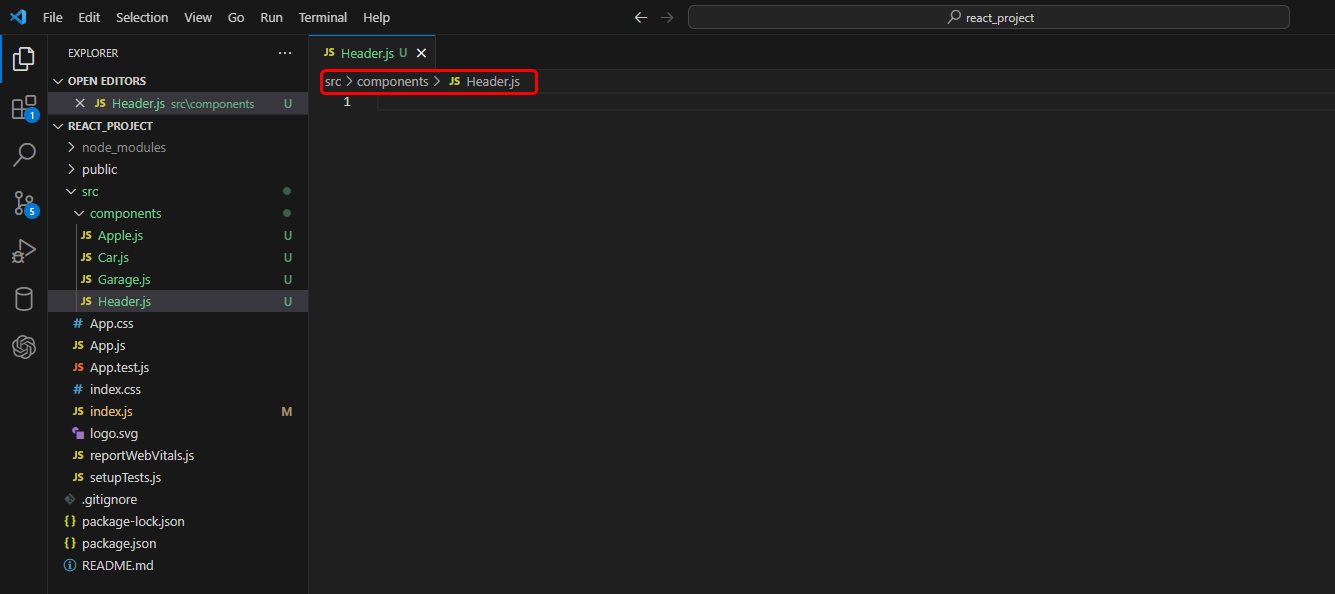 File Edit Selection View Go Run Terminal Help
react_project
EXPLORER ···
JS Header.js U
OPEN EDITORS
JS Header.js src\components U
src > components > JS Header.js
1
REACT_PROJECT
node_modules
public
src
components
JS Apple.js U
JS Car.js U
JS Garage.js U
JS Header.js U
# App.css
JS App.js
JS App.test.js
# index.css
JS index.js M
logo.svg
JS reportWebVitals.js
JS setupTests.js
.gitignore
{} package-lock.json
{} package.json
README.md
1
5